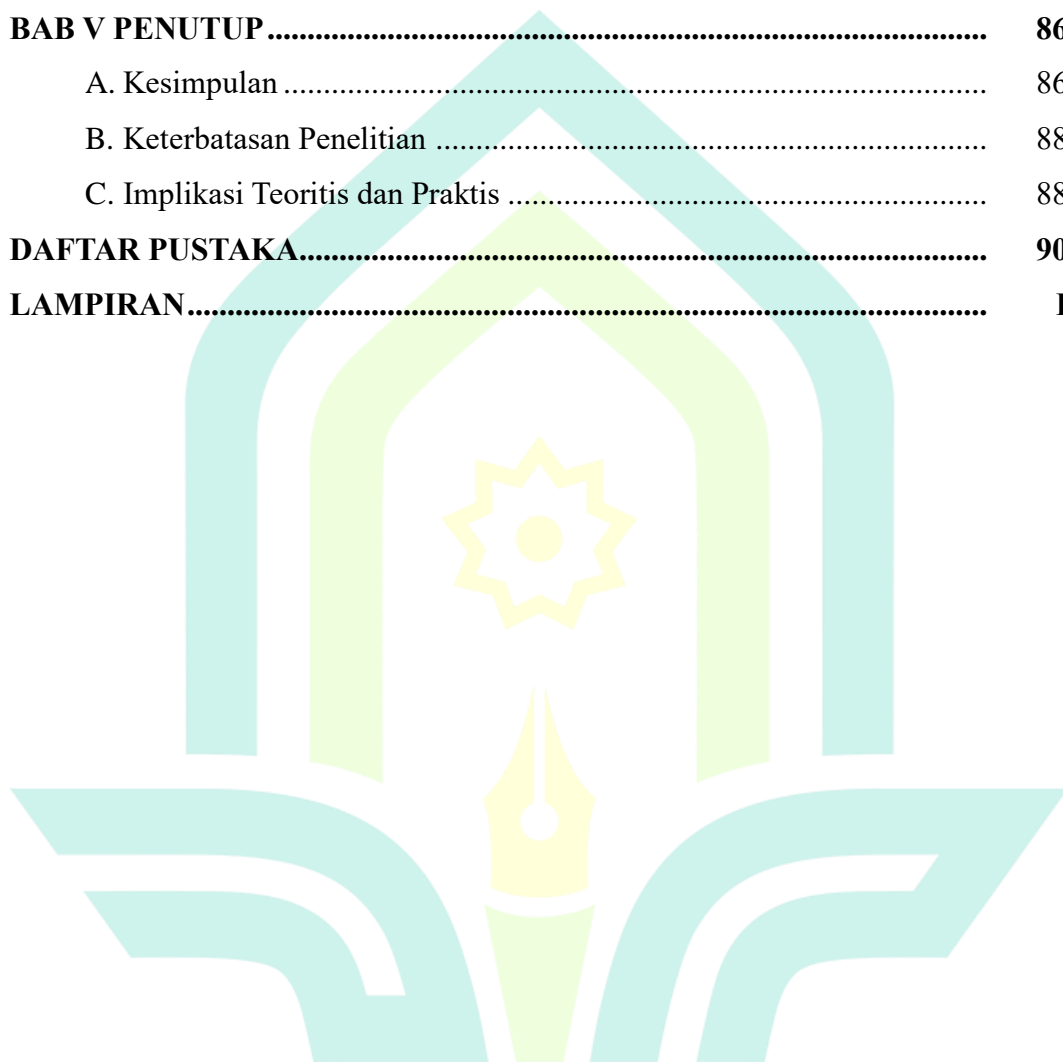 BAB V PENUTUP.................................................................................................. 86
A. Kesimpulan ......................................................................................... 86
B. Keterbatasan Penelitian ...................................................................... 88
C. Implikasi Teoritis dan Praktis ............................................................. 88
DAFTAR PUSTAKA....................................................................................... 90
LAMPIRAN..................................................................................................... I